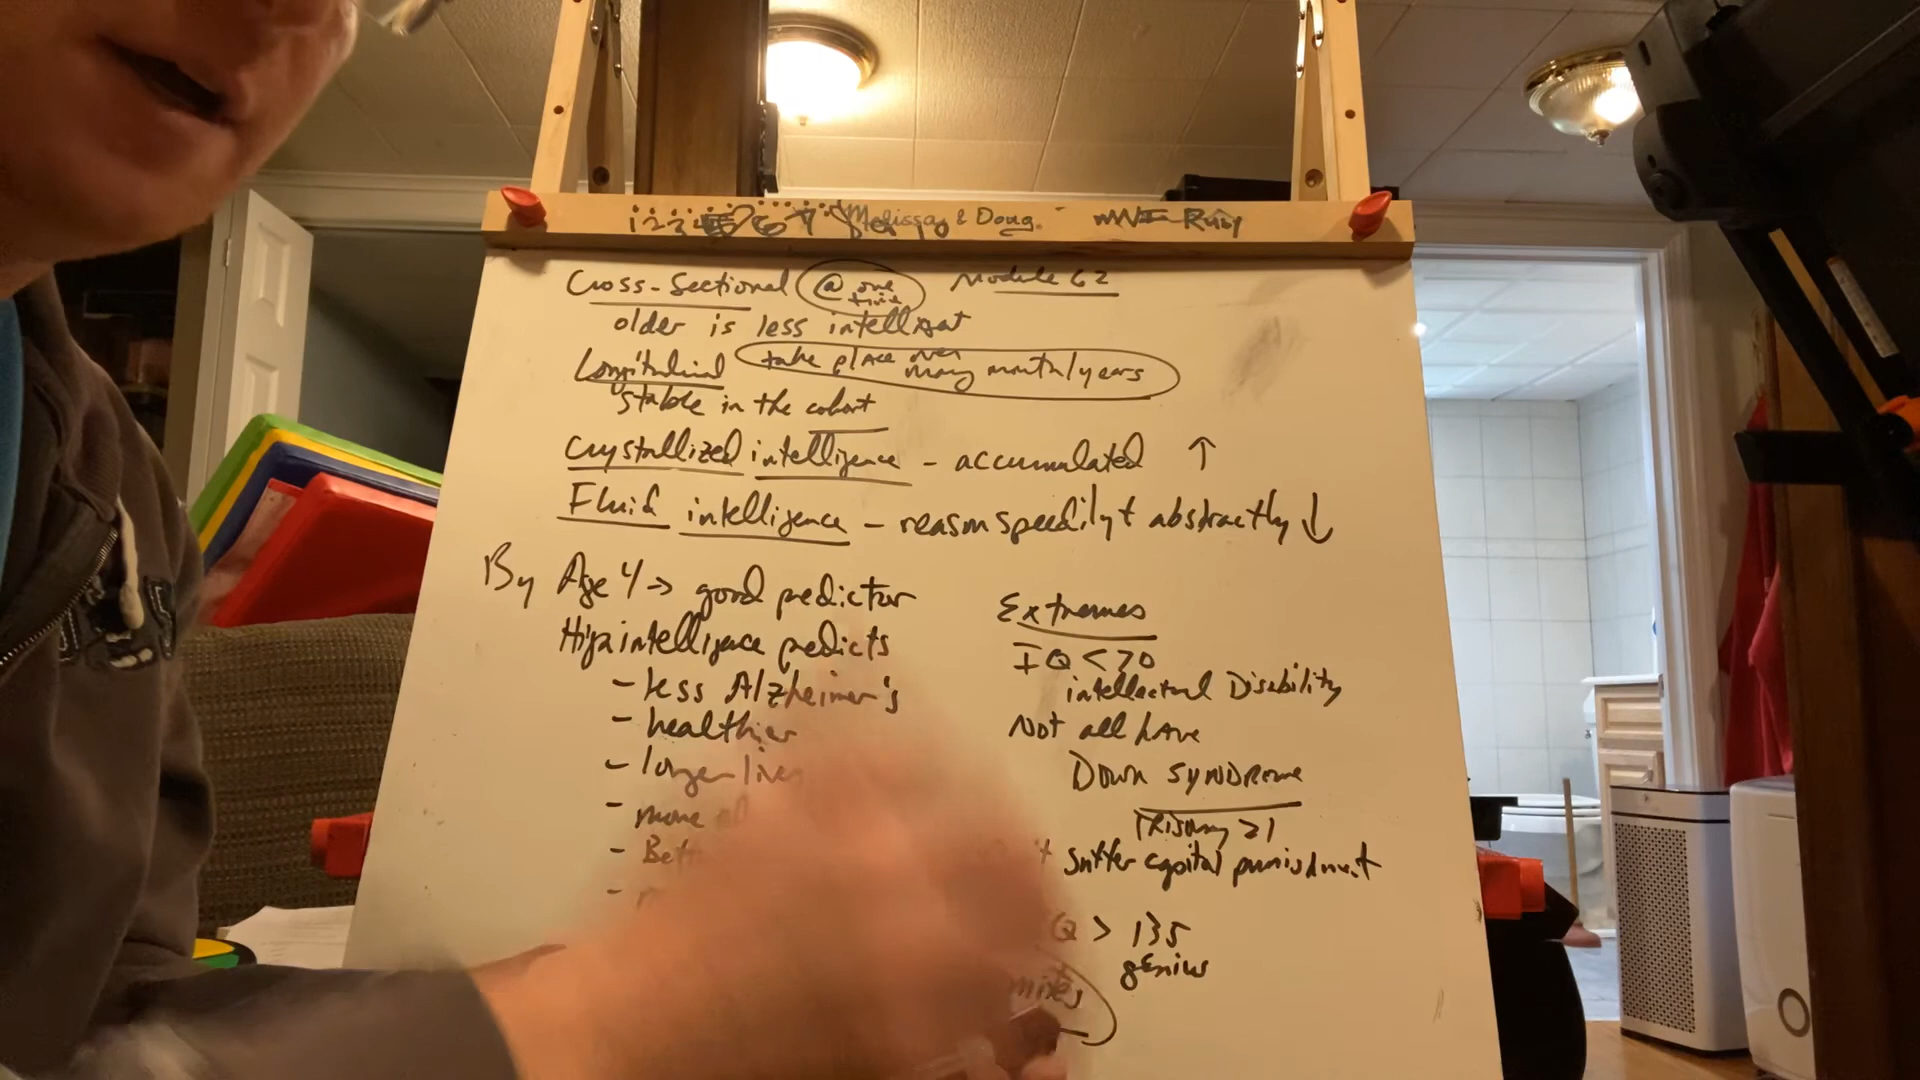 Melissa & Doug
Ruby
Cross-Sectional @ one time Module 62
older is less intelligent
Longitudinal take place over many month/years
stable in the cohort
Crystallized intelligence - accumulated ↑
Fluid intelligence - reason speedily + abstractly ↓
By Age 4 → good predictor
High intelligence predicts
- less Alzheimer's
- healthier
- longer lives
- more
-
-
Extremes
IQ < 70
intellectual Disability
Not all have
Down syndrome
Trisomy 21
suffer capital punishment
Q > 135
genius